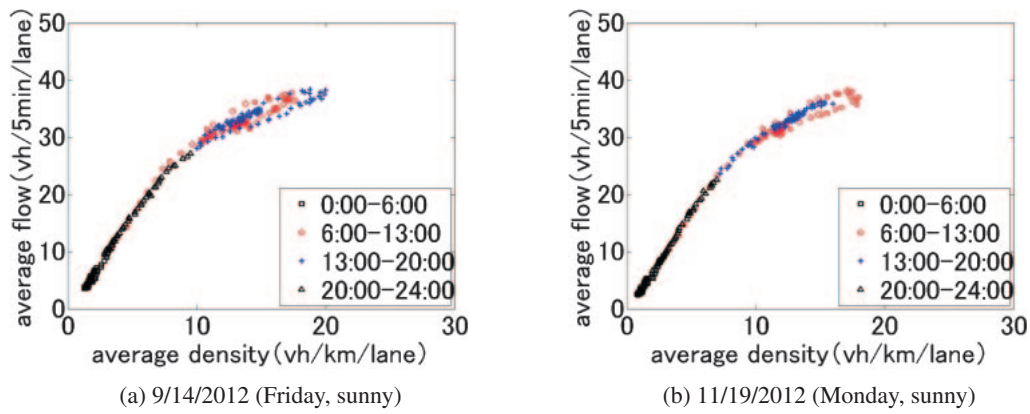 50
40
30
20
10
0
average flow(vh/5min/lane)
0:00-6:00
6:00-13:00
13:00-20:00
20:00-24:00
0 10 20 30
average density(vh/km/lane)
(a) 9/14/2012 (Friday, sunny)
50
40
30
20
10
0
average flow(vh/5min/lane)
0:00-6:00
6:00-13:00
13:00-20:00
20:00-24:00
0 10 20 30
average density(vh/km/lane)
(b) 11/19/2012 (Monday, sunny)